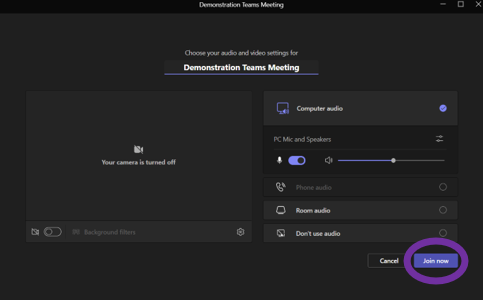 Demonstration Teams Meeting
Choose your audio and video settings for
Demonstration Teams Meeting
Computer audio
PC Mic and Speakers
Your camera is turned off
Phone audio
Room audio
Background filters
Don't use audio
Cancel
Join now